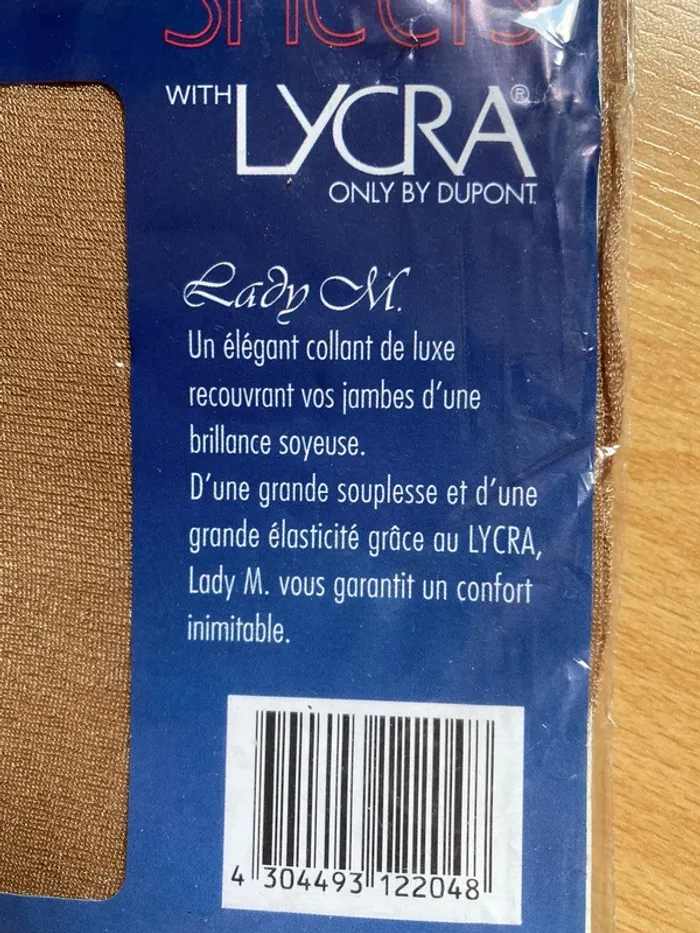 WITH LYCRA®
ONLY BY DUPONT
Lady M.
Un élégant collant de luxe
recouvrant vos jambes d'une
brillance soyeuse.
D'une grande souplesse et d'une
grande élasticité grâce au LYCRA,
Lady M. vous garantit un confort
inimitable.
4 304493 122048